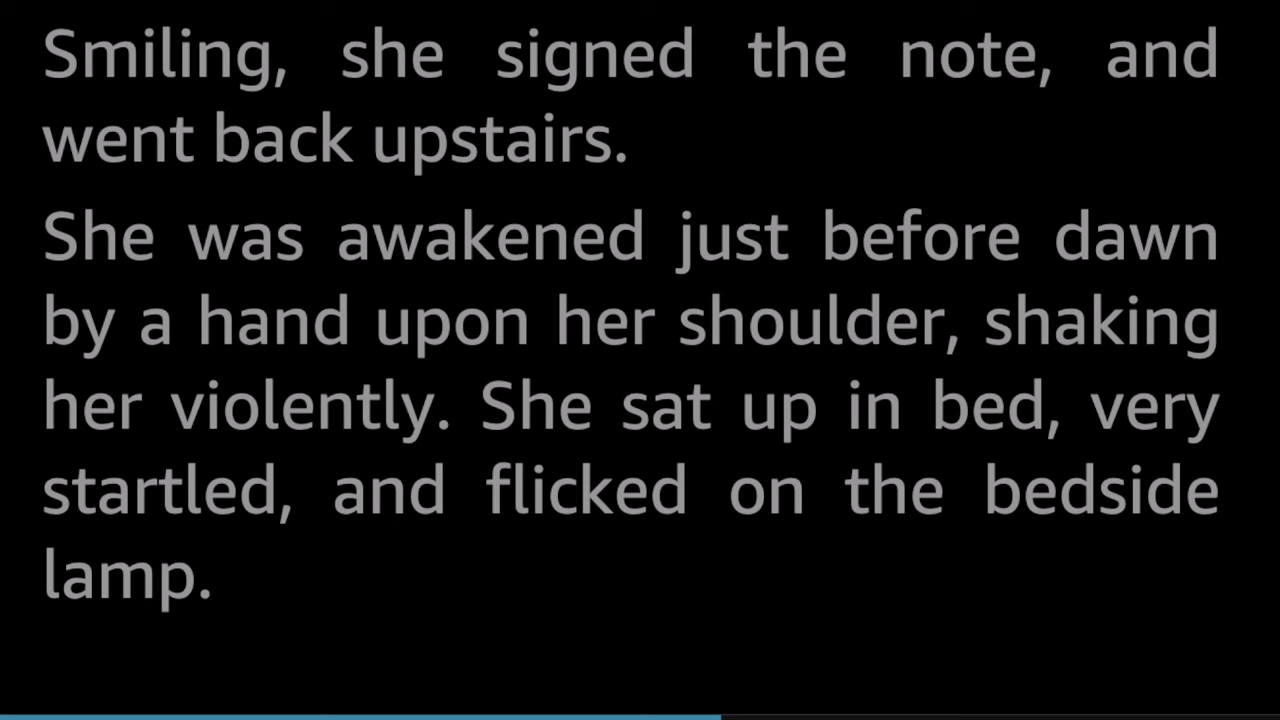 Smiling, she signed the note, and
went back upstairs.
She was awakened just before dawn
by a hand upon her shoulder, shaking
her violently. She sat up in bed, very
startled, and flicked on the bedside
lamp.